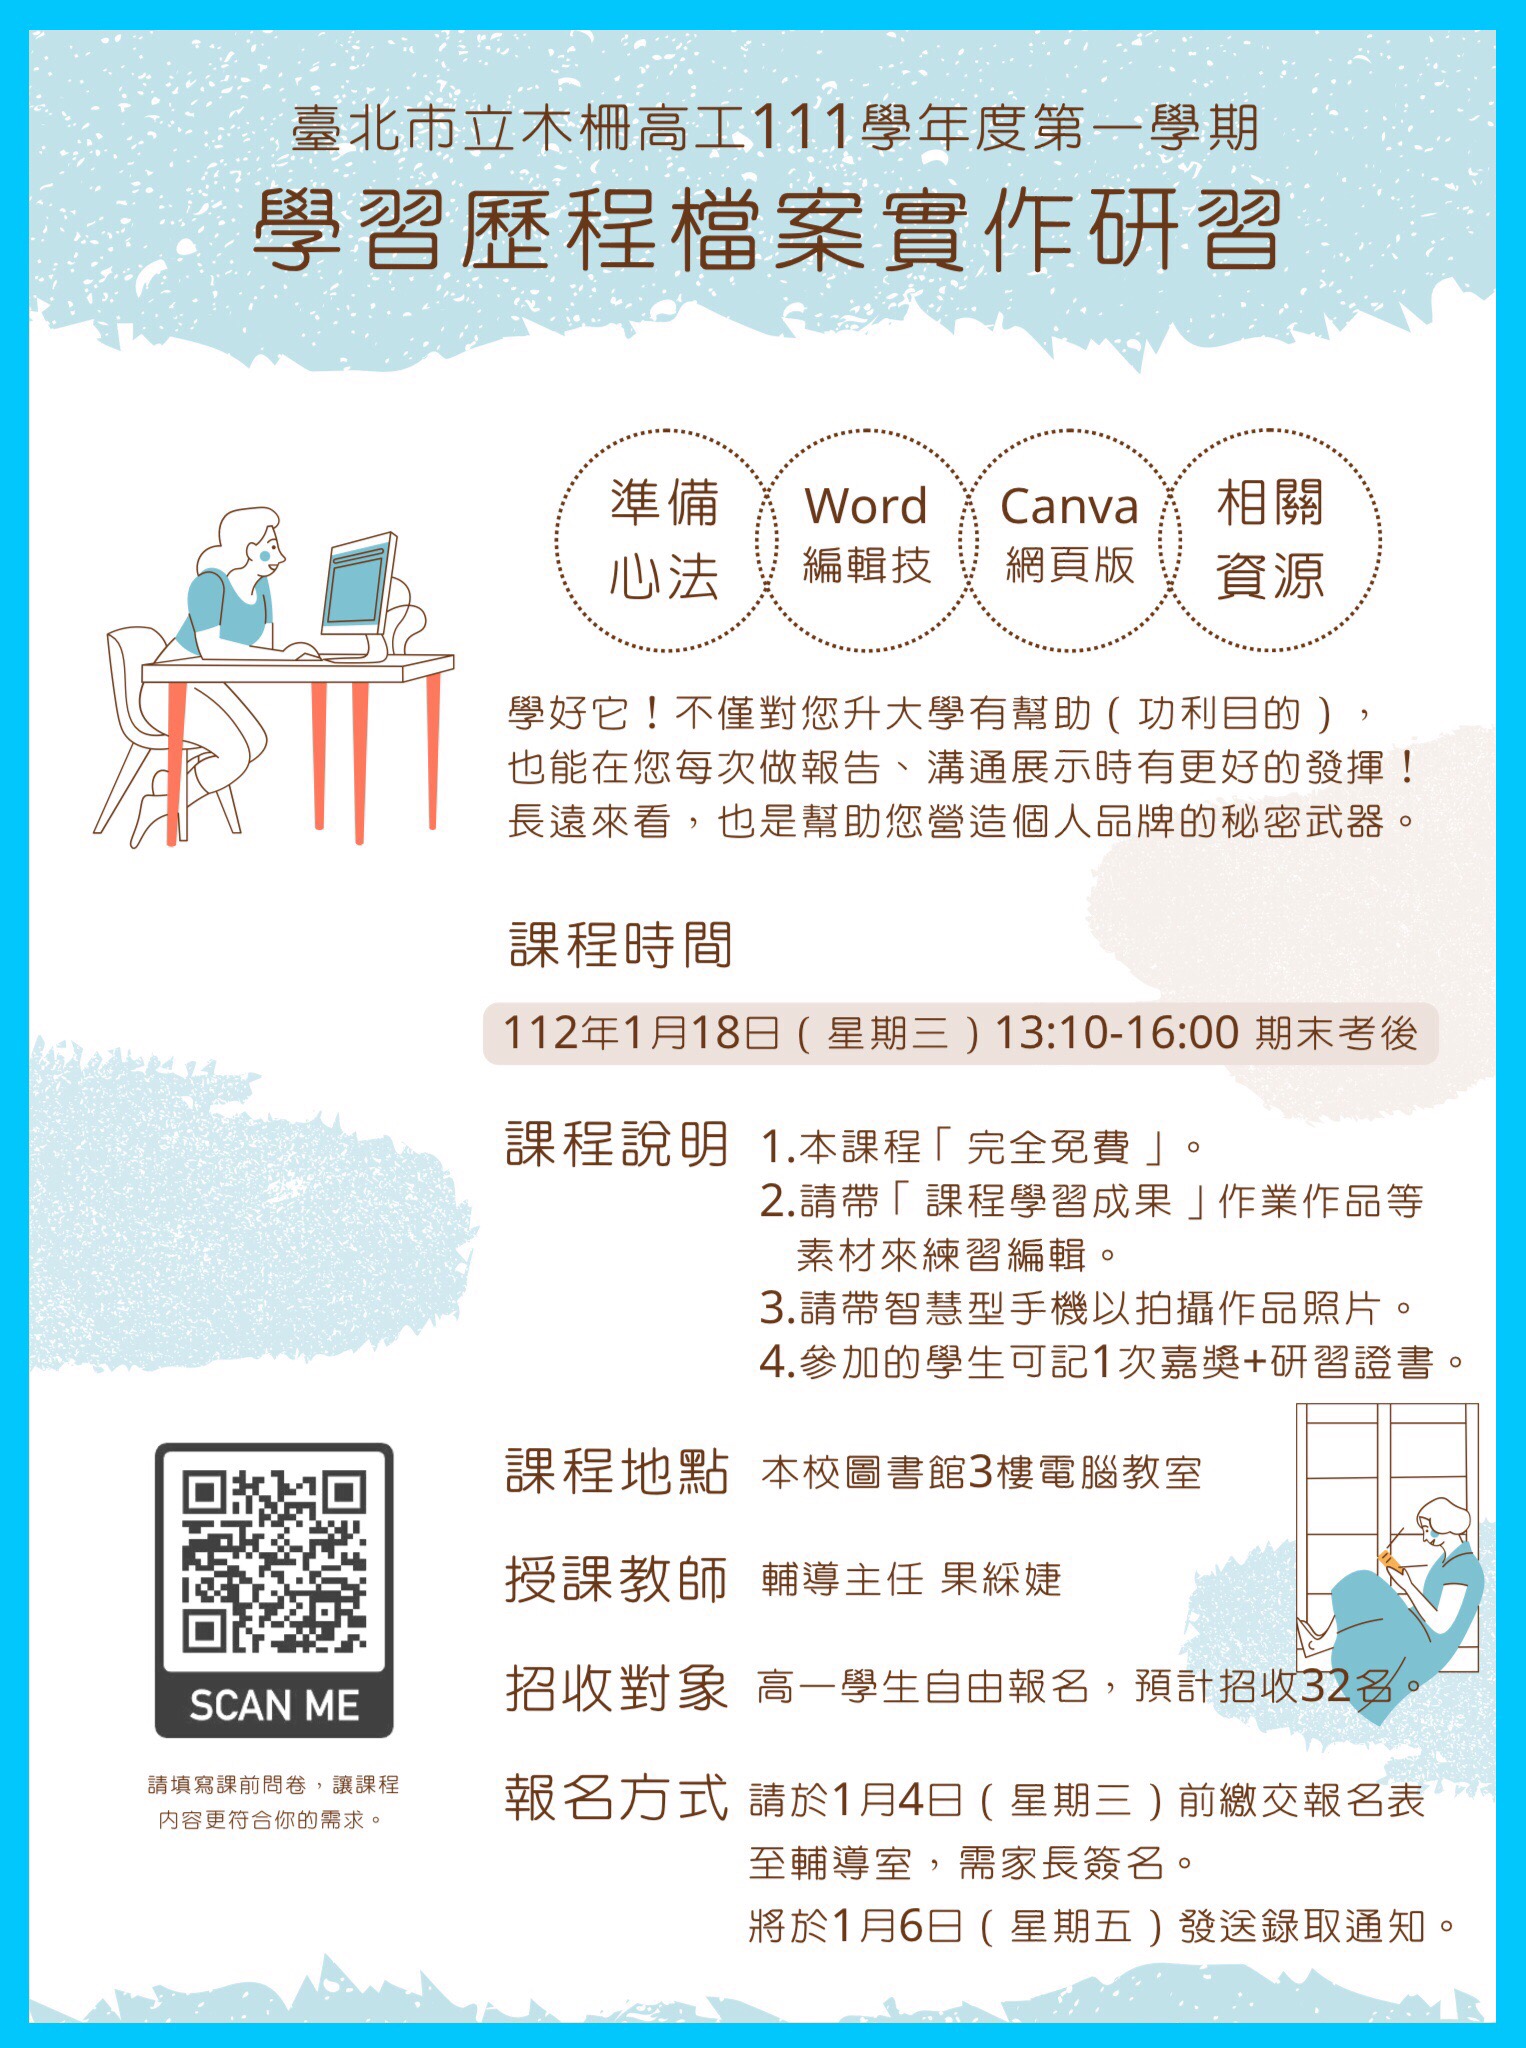 臺北市立木柵高工111學年度第一學期
學習歷程檔案實作研習
準備
心法
Word
編輯技
Canva
網頁版
相關
資源
學好它！不僅對您升大學有幫助（功利目的），
也能在您每次做報告、溝通展示時有更好的發揮！
長遠來看，也是幫助您營造個人品牌的秘密武器。
課程時間
112年1月18日（星期三）13:10-16:00 期末考後
課程說明
1.本課程「完全免費」。
2.請帶「課程學習成果」作業作品等
素材來練習編輯。
3.請帶智慧型手機以拍攝作品照片。
4.參加的學生可記1次嘉獎+研習證書。
課程地點 本校圖書館3樓電腦教室
授課教師 輔導主任 果綵婕
招收對象 高一學生自由報名，預計招收32名。
報名方式 請於1月4日（星期三）前繳交報名表
至輔導室，需家長簽名。
將於1月6日（星期五）發送錄取通知。
SCAN ME
請填寫課前問卷，讓課程
內容更符合你的需求。